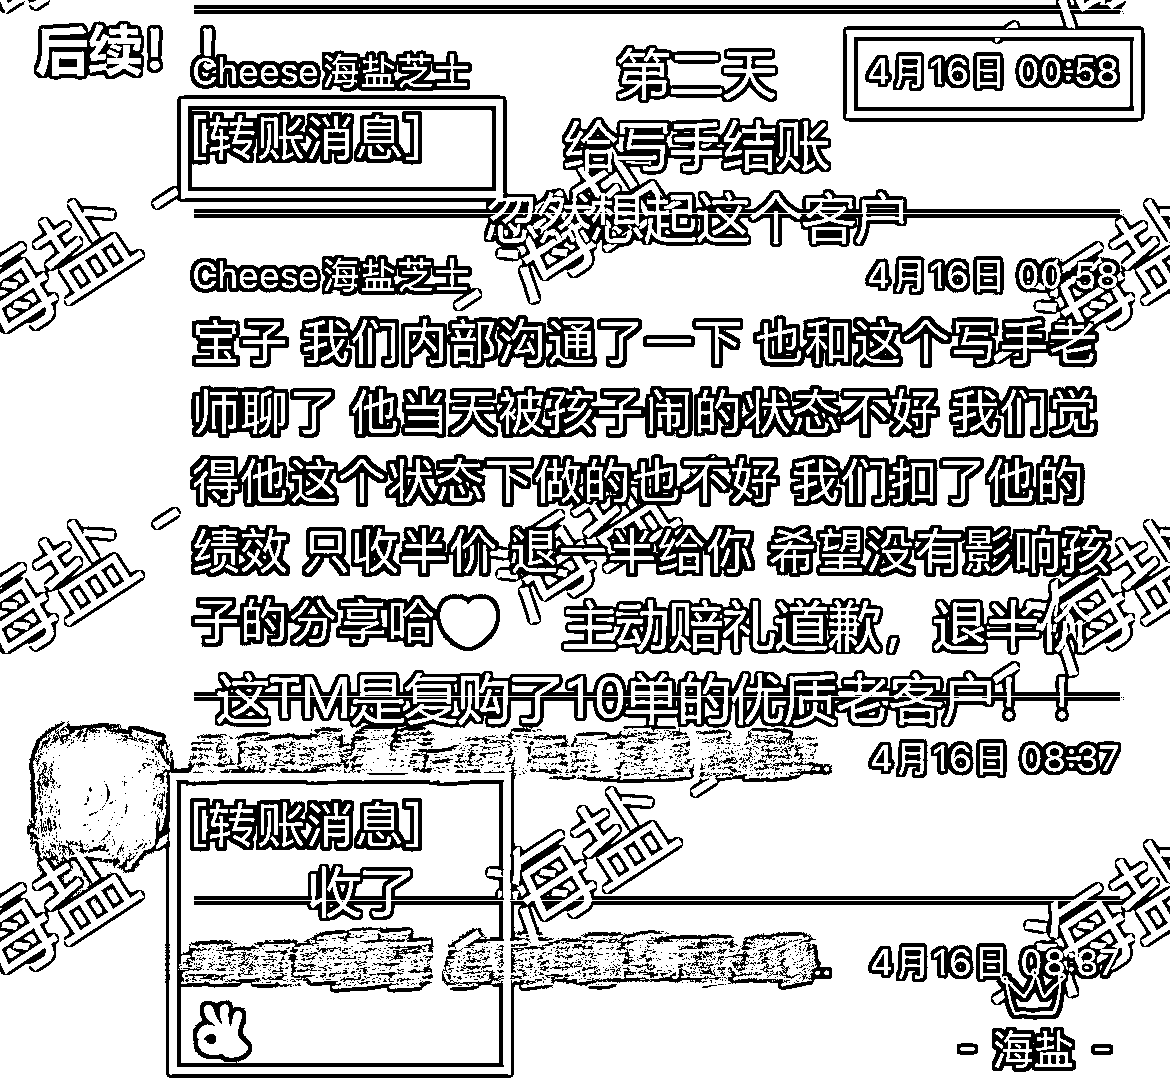 后续！！
Cheese海盐芝士
第二天
4月16日 00:58
[转账消息]
给写手结账
忽然想起这个客户
Cheese海盐芝士
4月16日 00:58
宝子 我们内部沟通了一下 也和这个写手老
师聊了 他当天被孩子闹的状态不好 我们觉
得他这个状态下做的也不好 我们扣了他的
绩效 只收半价 退一半给你 希望没有影响孩
子的分享哈
主动赔礼道歉，退半价
这TM是复购了10单的优质老客户！！
4月16日 08:37
[转账消息]
收了
4月16日 08:37
- 海盐 -
海盐
海盐
海盐
海盐
海盐
海盐
海盐
海盐